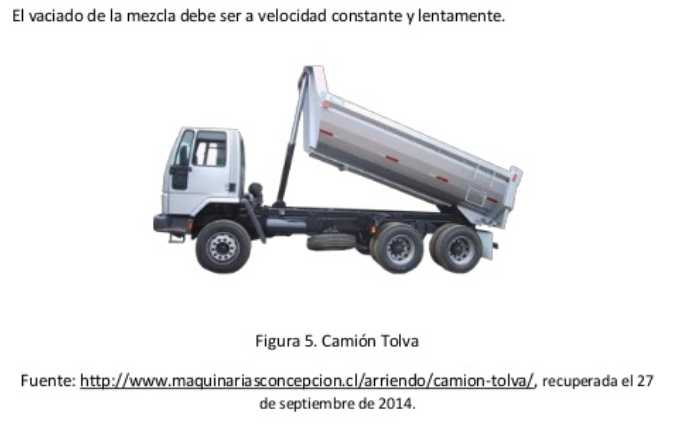 El vaciado de la mezcla debe ser a velocidad constante y lentamente.
Figura 5. Camión Tolva
Fuente: http://www.maquinariasconcepcion.cl/arriendo/camion-tolva/, recuperada el 27
de septiembre de 2014.